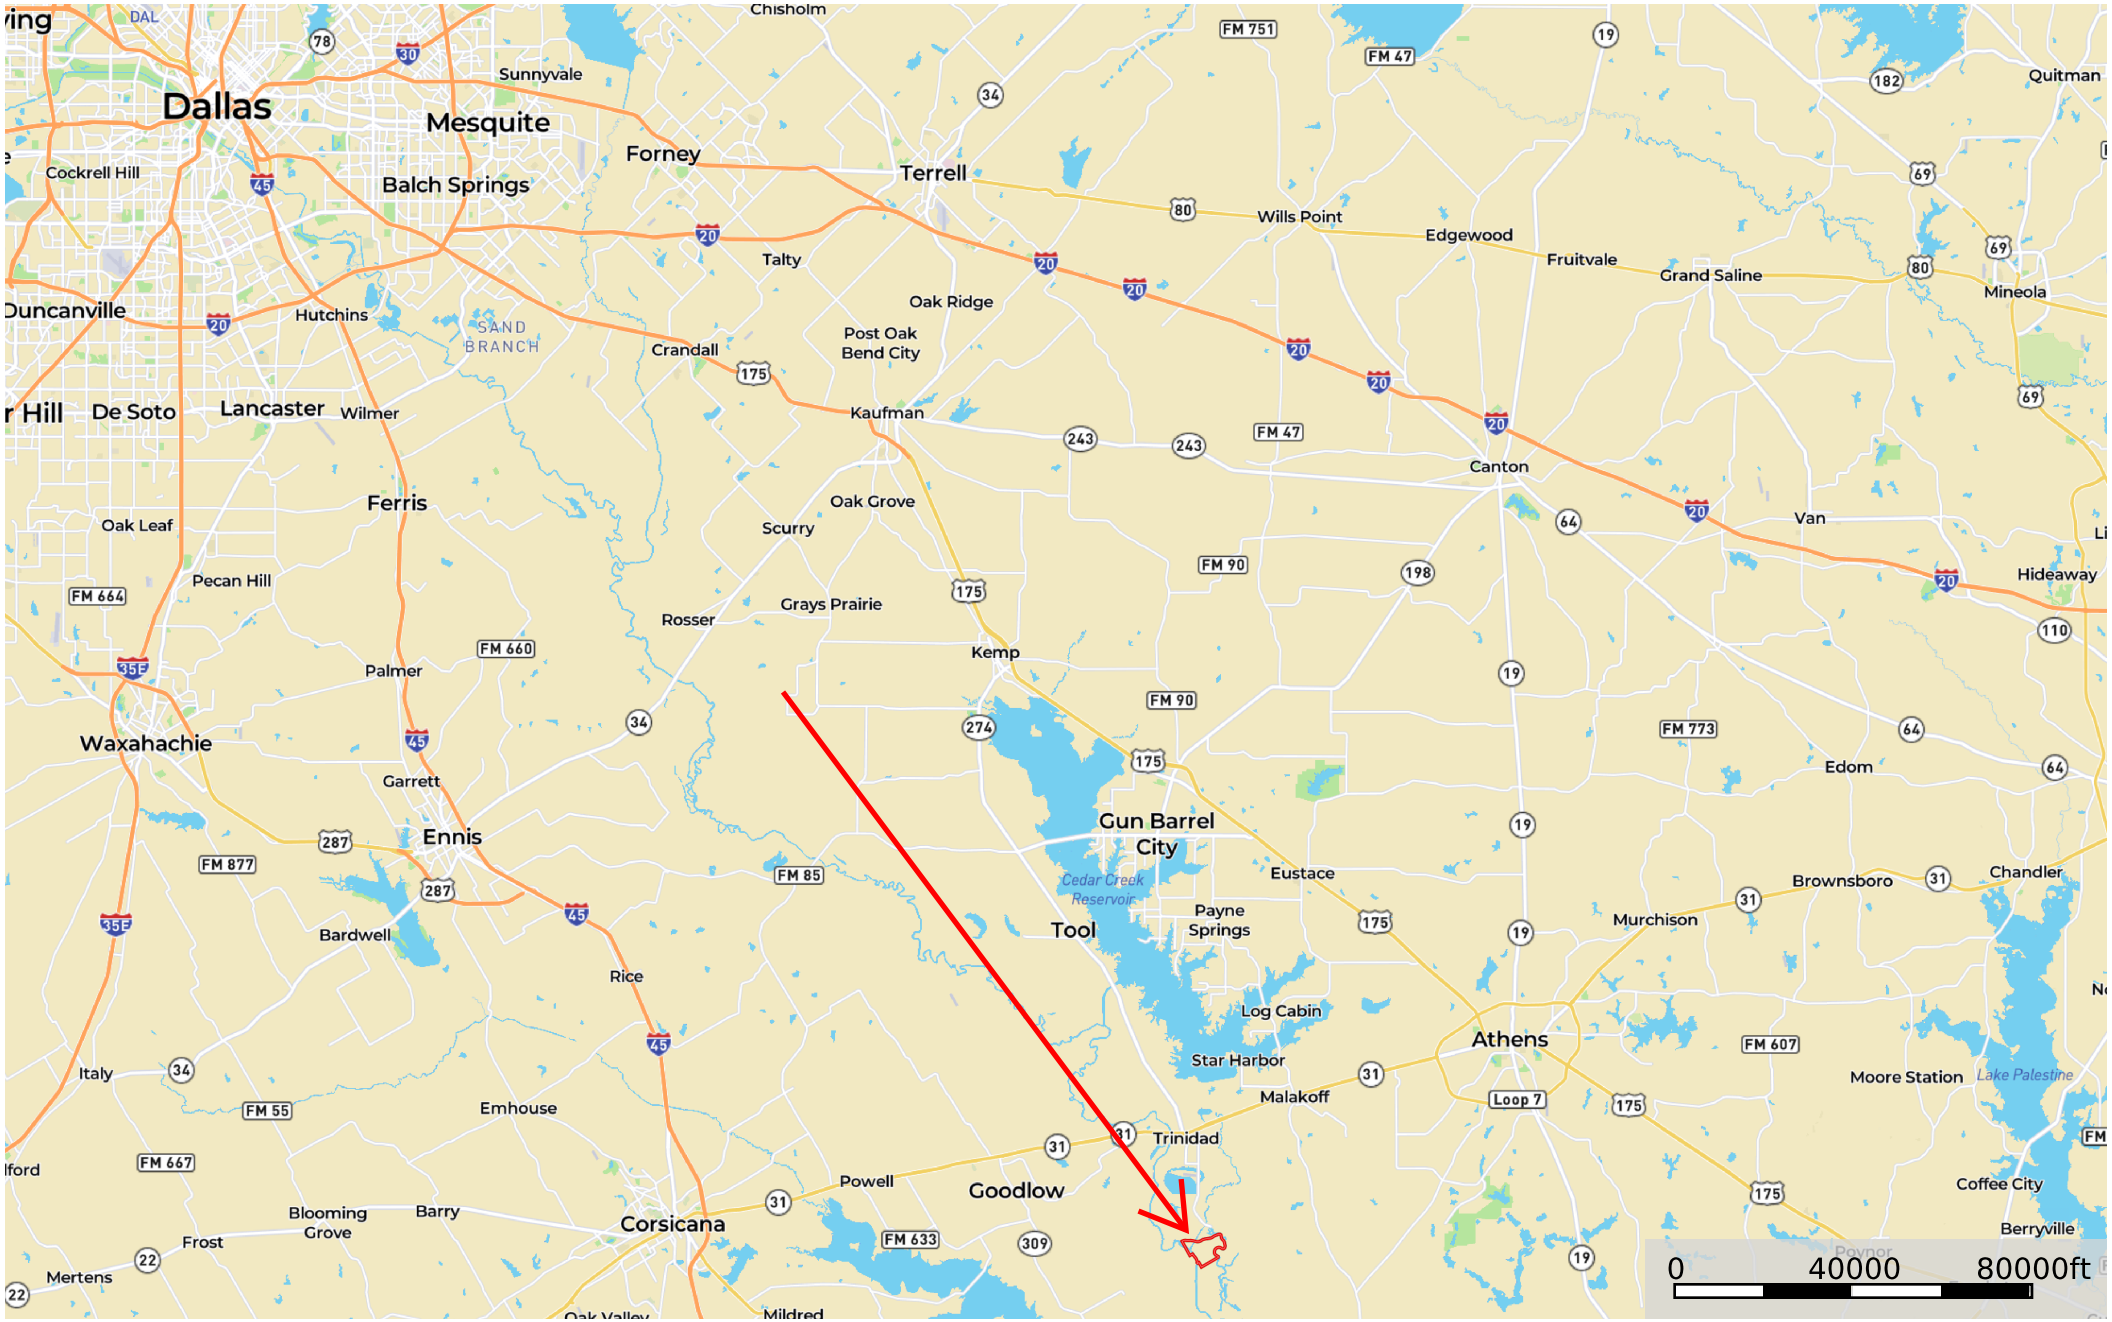 ving
DAL
Chisholm
FM 751
FM 47
19
182
Quitman
78
30
Sunnyvale
34
Dallas
Mesquite
Forney
Terrell
Cockrell Hill
45
Balch Springs
69
80
Wills Point
Edgewood
20
Talty
20
20
Fruitvale
Grand Saline
80
69
Mineola
Duncanville
20
Hutchins
SAND
BRANCH
Oak Ridge
Post Oak
Bend City
Crandall
175
20
20
69
r Hill
De Soto
Lancaster
Wilmer
Kaufman
243
243
FM 47
20
Canton
Ferris
Oak Grove
Oak Leaf
Scurry
64
20
Van
Li
Pecan Hill
FM 664
Rosser
Grays Prairie
175
FM 90
198
20
Hideaway
110
35E
Palmer
FM 660
Kemp
19
34
274
FM 90
FM 773
64
Waxahachie
45
Garrett
175
Edom
64
287
Ennis
Gun Barrel
City
19
FM 877
287
FM 85
Cedar Creek
Reservoir
Eustace
Brownsboro
31
Chandler
35E
45
Bardwell
Tool
Payne
Springs
175
19
31
Murchison
Rice
Log Cabin
No
45
Athens
FM 607
Italy
34
Star Harbor
31
Moore Station
Lake Palestine
FM 55
Emhouse
Malakoff
Loop 7
175
31
31
Trinidad
FM
lford
FM 667
Powell
Goodlow
175
Coffee City
Blooming
Grove
Barry
31
Corsicana
Berryville
Frost
22
FM 633
309
19
Poynor
Mertens
22
Oak Valley
Mildred
0
40000
80000ft